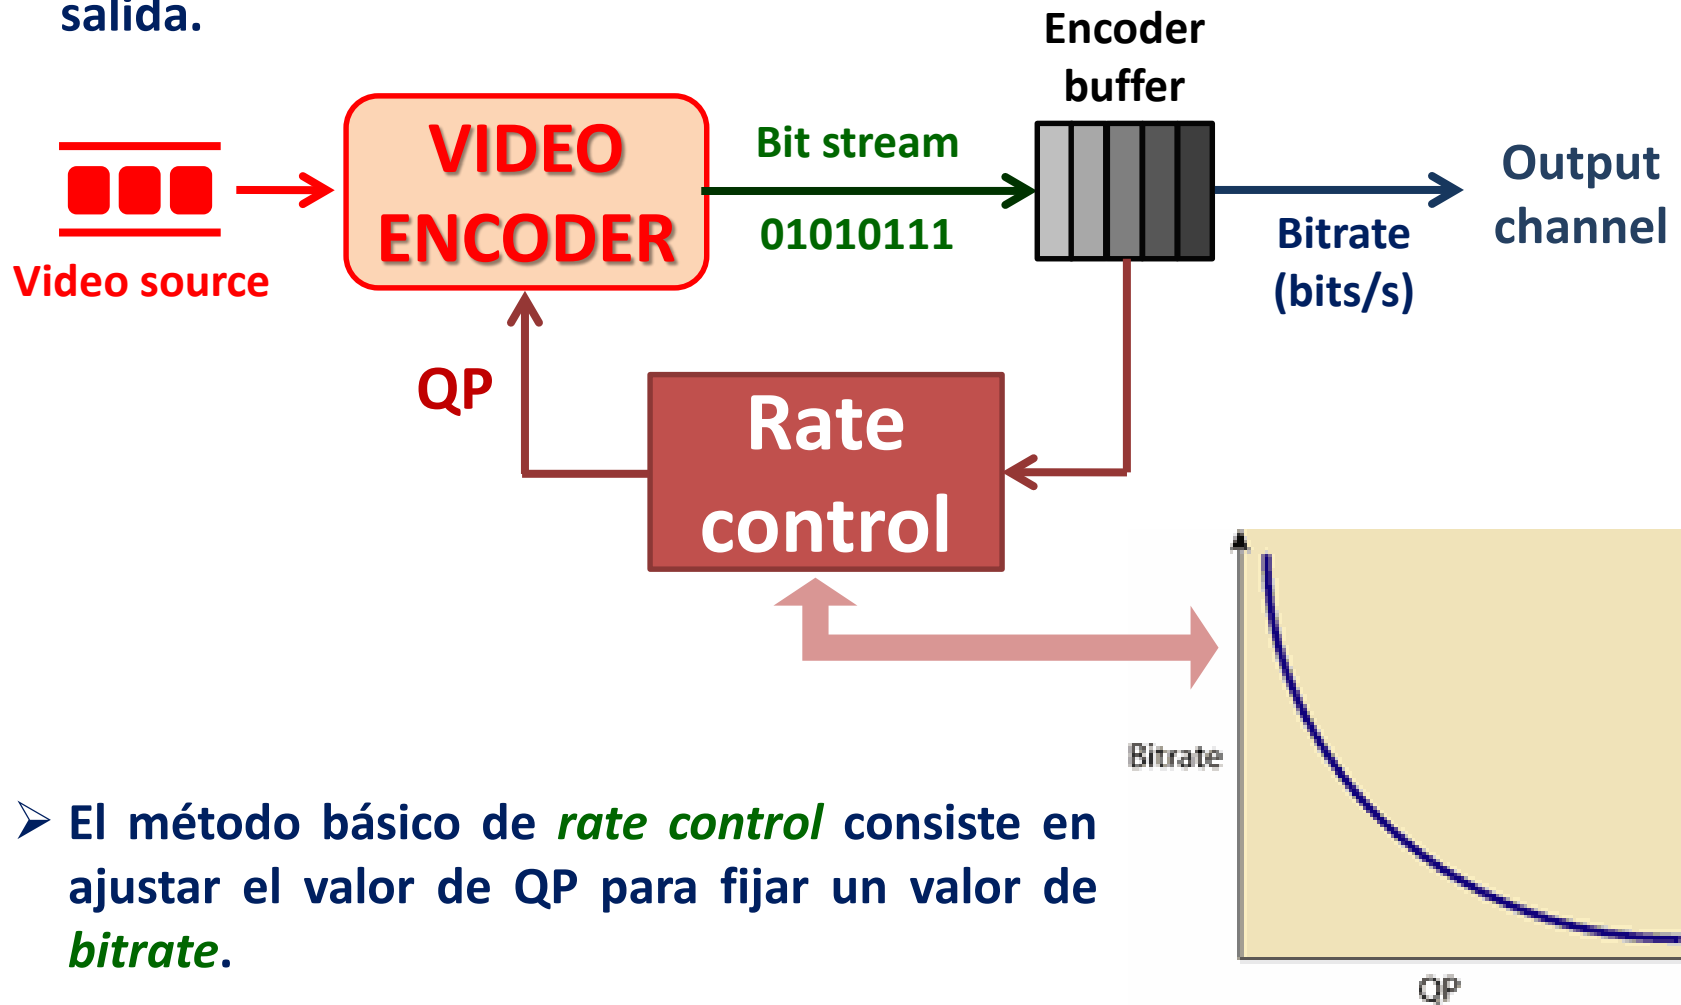 salida.
Encoder
buffer
VIDEO
ENCODER
Bit stream
01010111
Output
channel
Bitrate
(bits/s)
Video source
QP
Rate
control
Bitrate
QP
➢ El método básico de rate control consiste en
ajustar el valor de QP para fijar un valor de
bitrate.